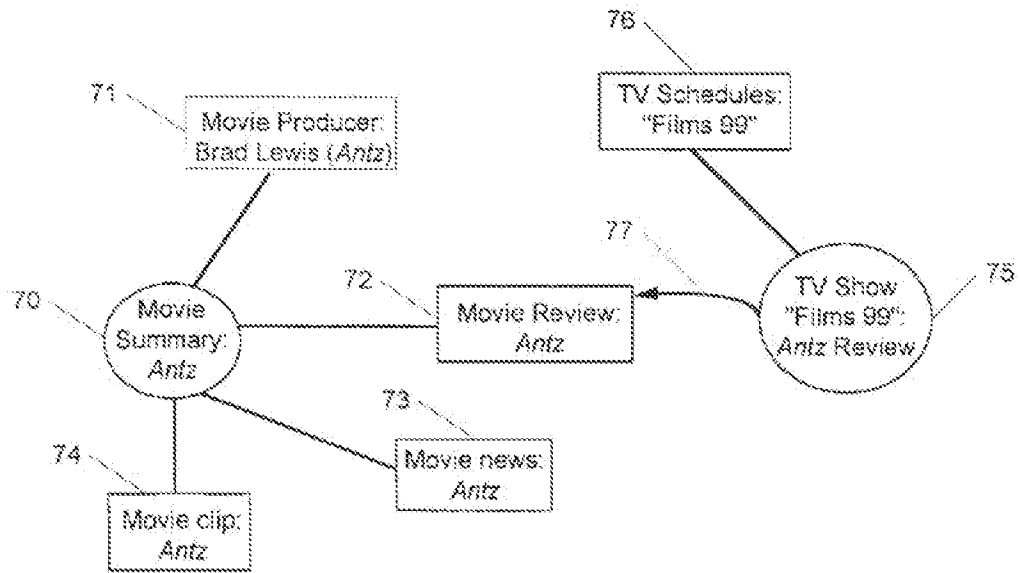 76
TV Schedules:
"Films 99"
71
Movie Producer:
Brad Lewis (Antz)
77
75
TV Show
"Films 99":
Antz Review
72
Movie Review:
Antz
70
Movie
Summary:
Antz
73
Movie news:
Antz
74
Movie clip:
Antz